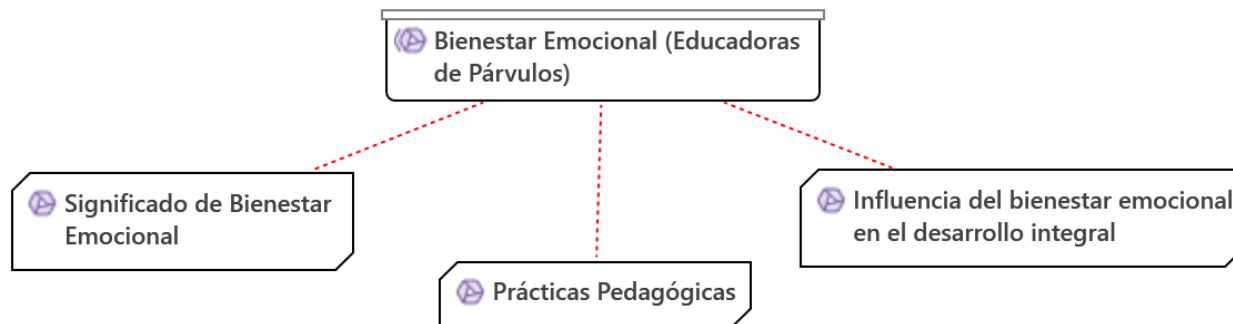 Bienestar Emocional (Educadoras
de Párvulos)
Significado de Bienestar
Emocional
Influencia del bienestar emocional
en el desarrollo integral
Prácticas Pedagógicas